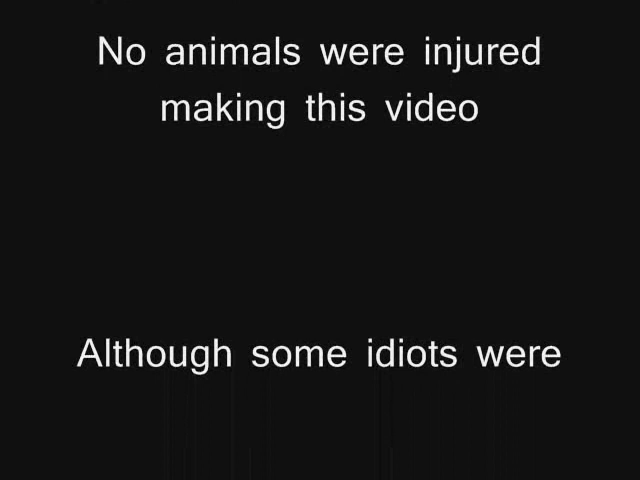 No animals were injured
making this video
Although some idiots were